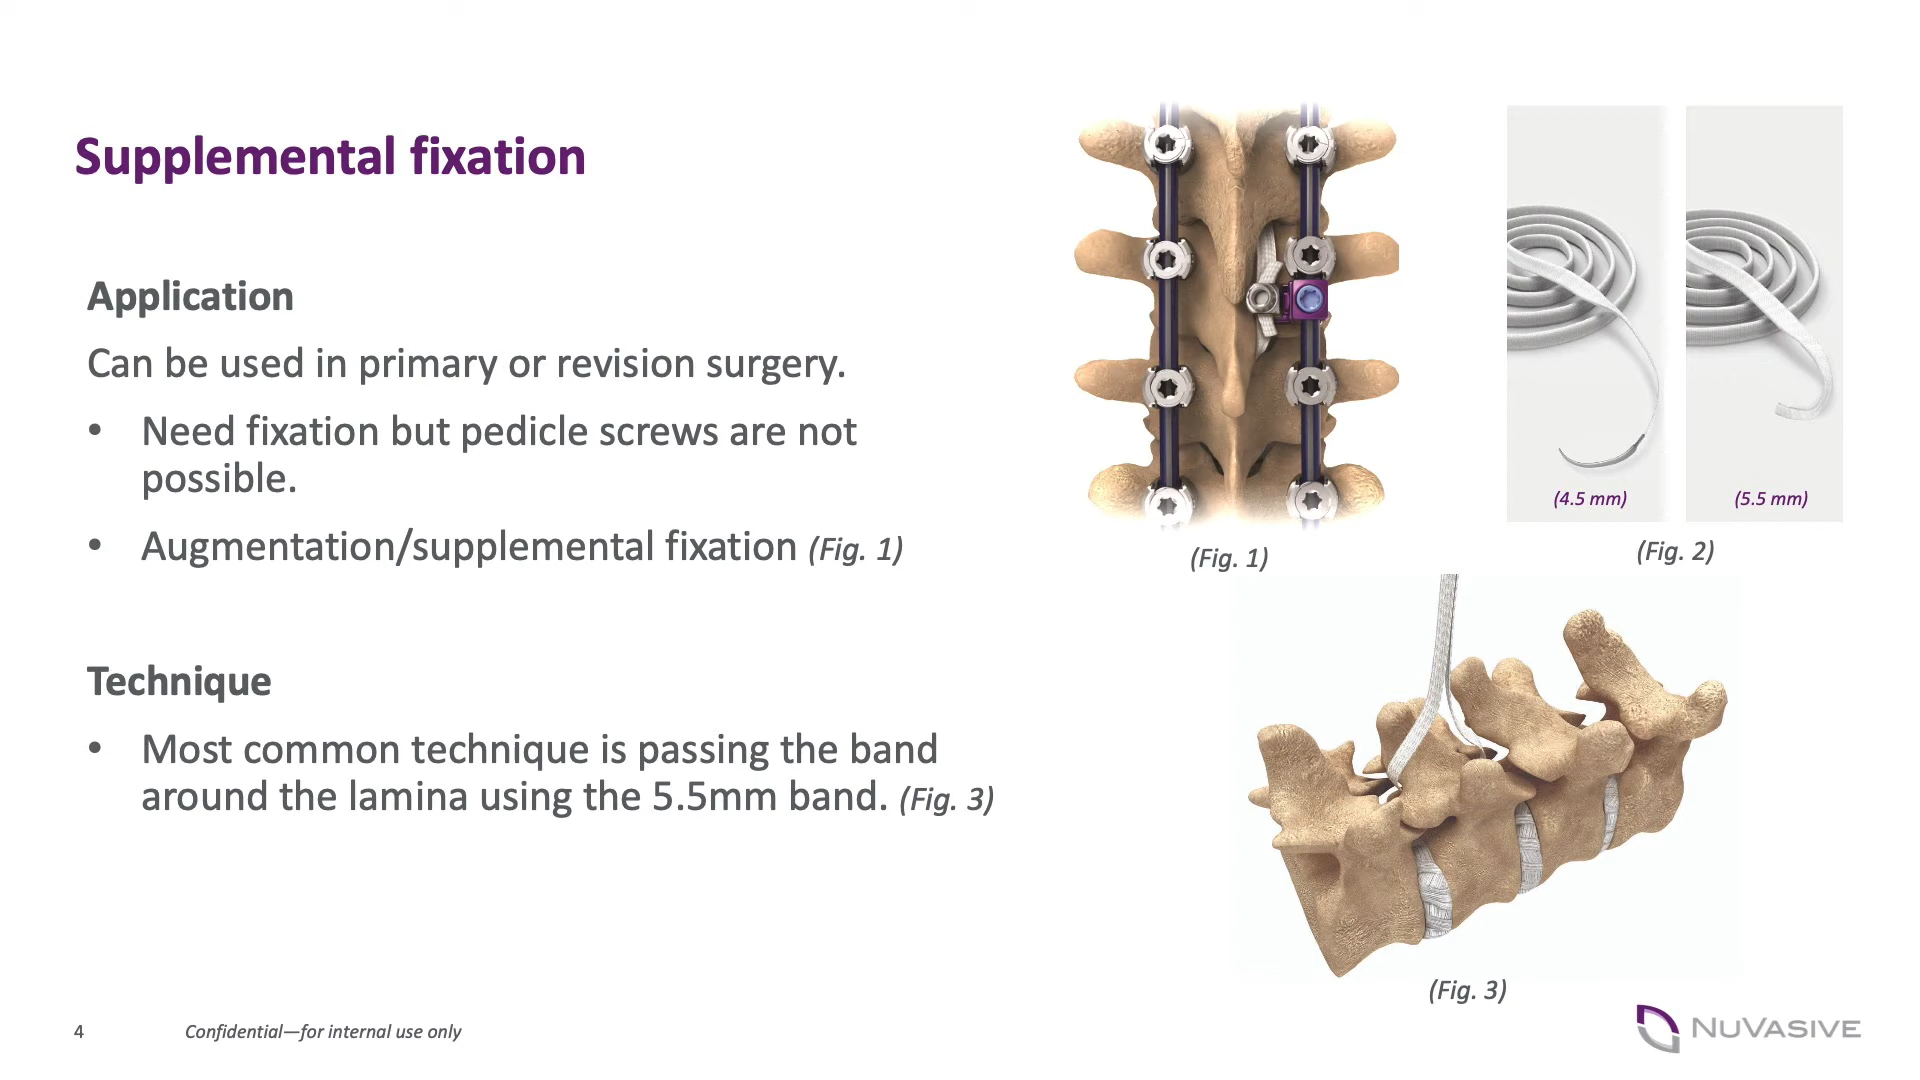 Supplemental fixation
Application
Can be used in primary or revision surgery.
• Need fixation but pedicle screws are not
possible.
• Augmentation/supplemental fixation (Fig. 1)
Technique
• Most common technique is passing the band
around the lamina using the 5.5mm band. (Fig. 3)
(Fig. 1)
(4.5 mm)
(5.5 mm)
(Fig. 2)
(Fig. 3)
4
Confidential—for internal use only
NUVASIVE